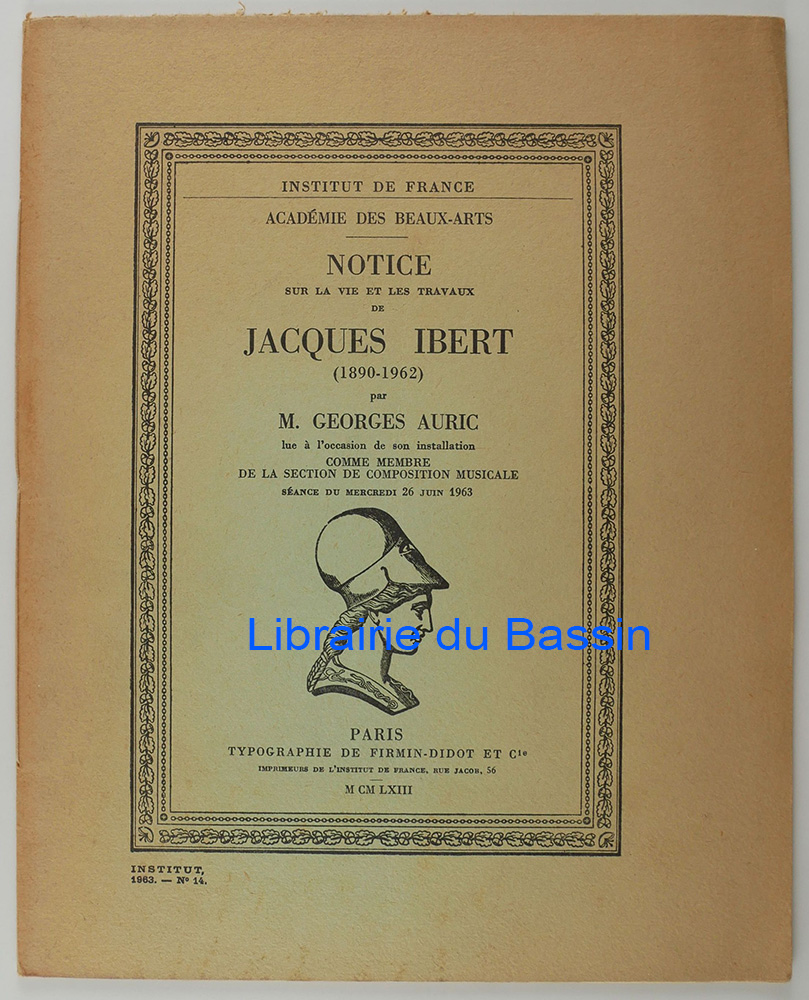 INSTITUT DE FRANCE
ACADÉMIE DES BEAUX-ARTS
NOTICE
SUR LA VIE ET LES TRAVAUX
DE
JACQUES IBERT
(1890-1962)
par
M. GEORGES AURIC
lue à l'occasion de son installation
COMME MEMBRE
DE LA SECTION DE COMPOSITION MUSICALE
SÉANCE DU MERCREDI 26 JUIN 1963
Librairie du Bassin
PARIS
TYPOGRAPHIE DE FIRMIN-DIDOT ET Cie
IMPRIMEURS DE L'INSTITUT DE FRANCE, RUE JACOB, 56
M CM LXIII
INSTITUT,
1963. — N° 14.